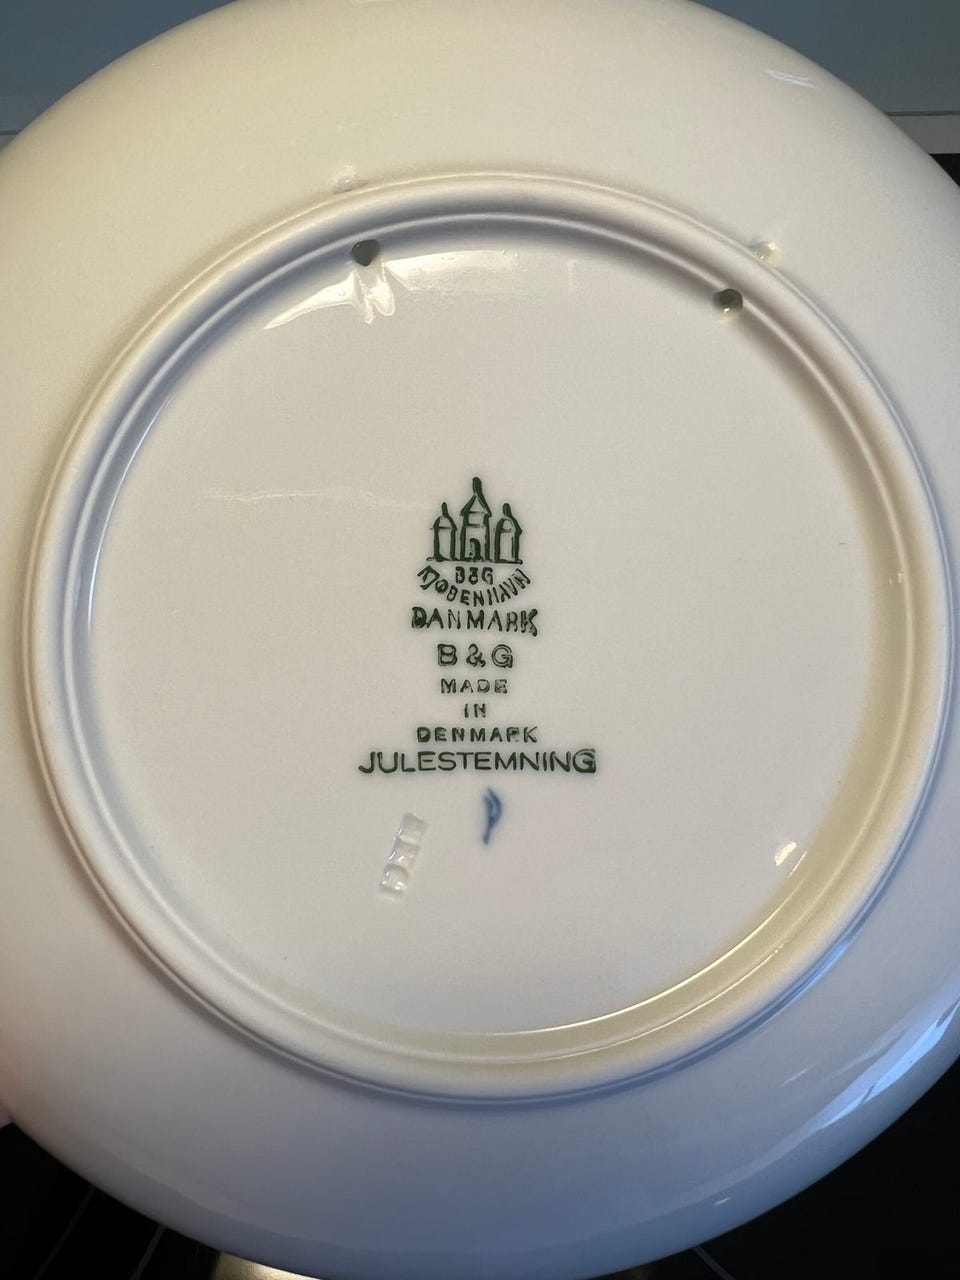 B&G
KJØBENHAVN
DANMARK
B & G
MADE
IN
DENMARK
JULESTEMNING